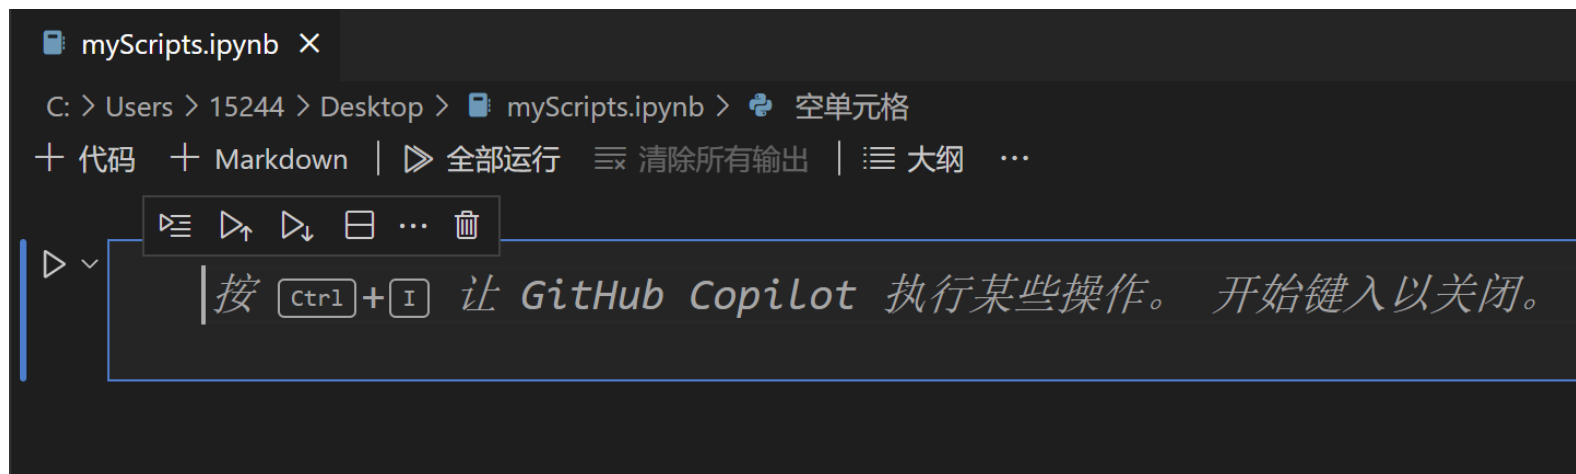 myScripts.ipynb
C: > Users > 15244 > Desktop > myScripts.ipynb > 空单元格
代码 Markdown 全部运行 清除所有输出 大纲 ...
按 Ctrl+I 让 GitHub Copilot 执行某些操作。 开始键入以关闭。